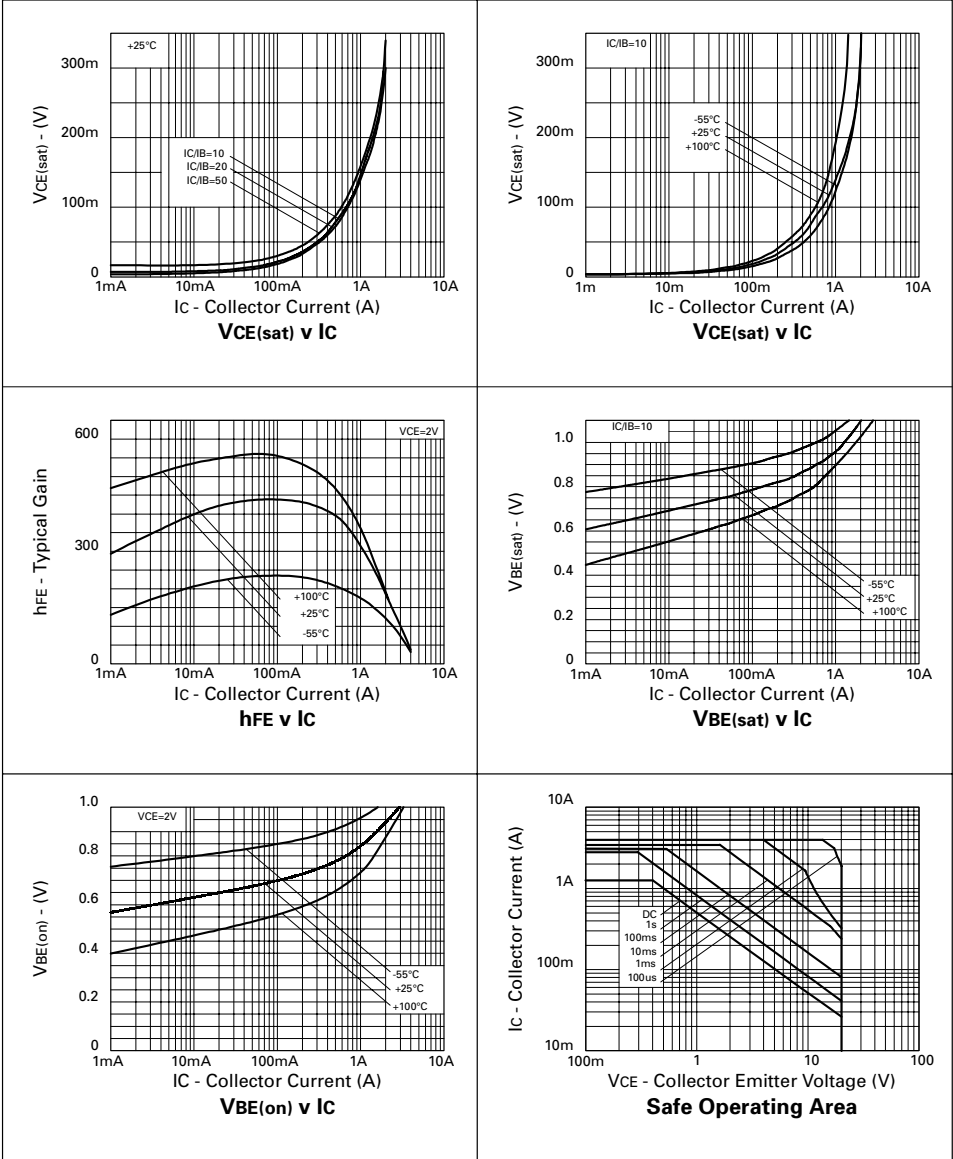 +25°C
300m
200m
100m
0
VCE(sat) - (V)
IC/IB=10
IC/IB=20
IC/IB=50
1mA 10mA 100mA 1A 10A
IC - Collector Current (A)
VCE(sat) v IC
IC/IB=10
300m
200m
100m
0
VCE(sat) - (V)
-55°C
+25°C
+100°C
1m 10m 100m 1A 10A
IC - Collector Current (A)
VCE(sat) v IC
VCE=2V
600
300
0
hFE - Typical Gain
+100°C
+25°C
-55°C
1mA 10mA 100mA 1A 10A
IC - Collector Current (A)
hFE v IC
IC/IB=10
1.0
0.8
0.6
0.4
0.2
0
VBE(sat) - (V)
-55°C
+25°C
+100°C
1mA 10mA 100mA 1A 10A
IC - Collector Current (A)
VBE(sat) v IC
VCE=2V
1.0
0.8
0.6
0.4
0.2
0
VBE(on) - (V)
-55°C
+25°C
+100°C
1mA 10mA 100mA 1A 10A
IC - Collector Current (A)
VBE(on) v IC
10A
1A
100m
10m
IC - Collector Current (A)
DC
1s
100ms
10ms
1ms
100us
100m 1 10 100
VCE - Collector Emitter Voltage (V)
Safe Operating Area